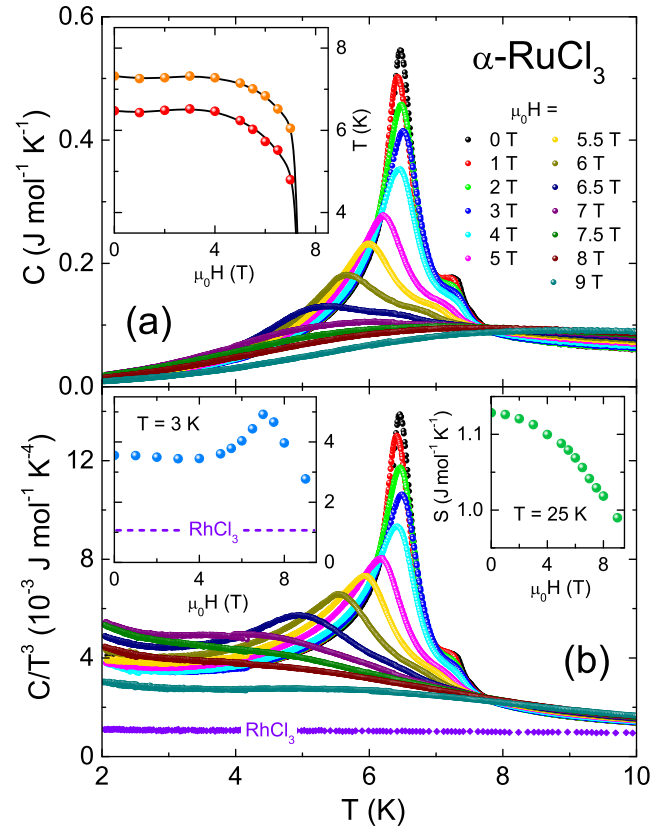 0.6
0.4
0.2
0.0
C (J mol⁻¹ K⁻¹)
8
6
4
T (K)
0 4 8
μ₀H (T)
(a)
α-RuCl₃
μ₀H =
0 T 5.5 T
1 T 6 T
2 T 6.5 T
3 T 7 T
4 T 7.5 T
5 T 8 T
9 T
12
8
4
0
C/T³ (10⁻³ J mol⁻¹ K⁻⁴)
T = 3 K
RhCl₃
4
2
0
0 4 8
μ₀H (T)
S (J mol⁻¹ K⁻¹)
1.1
1.0
T = 25 K
0 4 8
μ₀H (T)
(b)
RhCl₃
2 4 6 8 10
T (K)